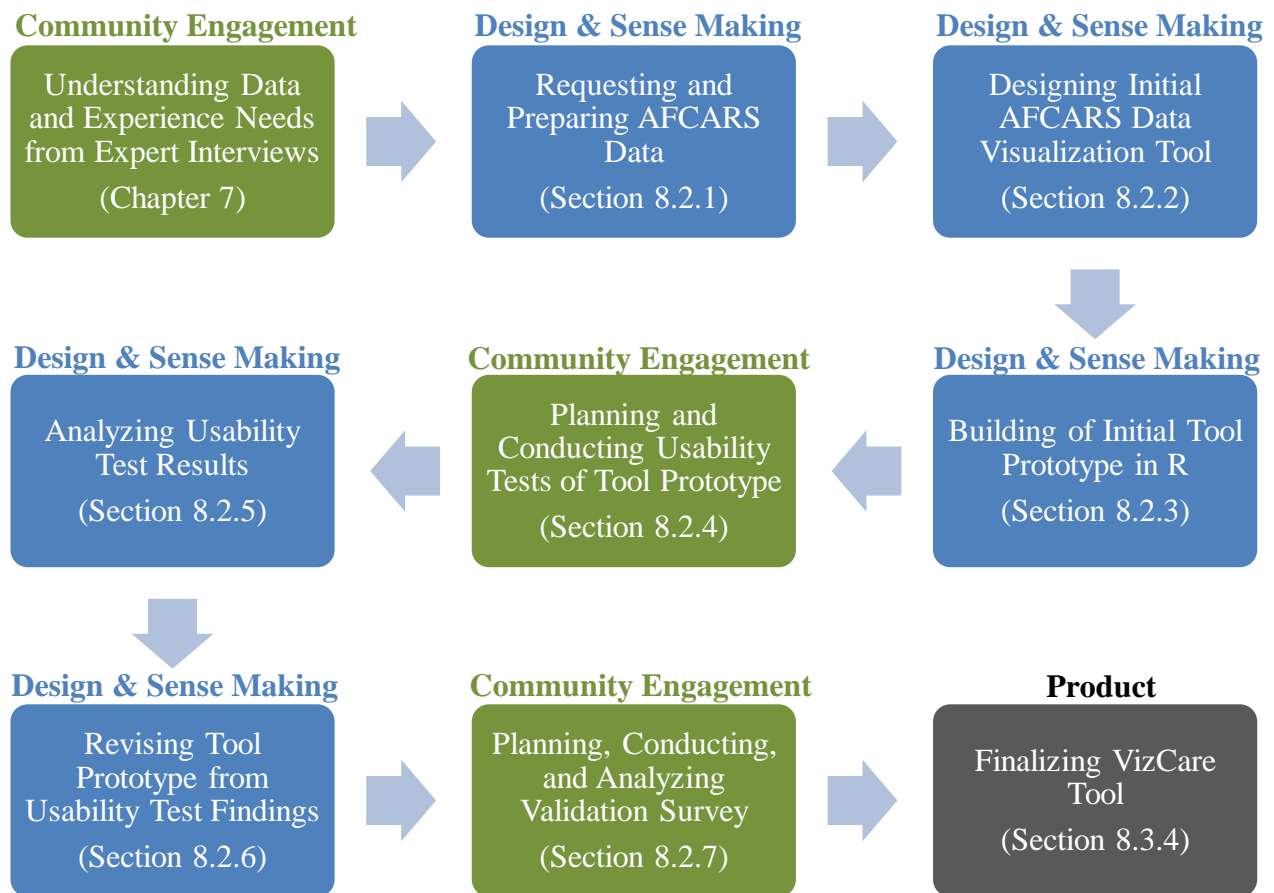 Community Engagement
Understanding Data
and Experience Needs
from Expert Interviews
(Chapter 7)
Design & Sense Making
Requesting and
Preparing AFCARS
Data
(Section 8.2.1)
Design & Sense Making
Designing Initial
AFCARS Data
Visualization Tool
(Section 8.2.2)
Design & Sense Making
Building of Initial Tool
Prototype in R
(Section 8.2.3)
Community Engagement
Planning and
Conducting Usability
Tests of Tool Prototype
(Section 8.2.4)
Design & Sense Making
Analyzing Usability
Test Results
(Section 8.2.5)
Design & Sense Making
Revising Tool
Prototype from
Usability Test Findings
(Section 8.2.6)
Community Engagement
Planning, Conducting,
and Analyzing
Validation Survey
(Section 8.2.7)
Product
Finalizing VizCare
Tool
(Section 8.3.4)